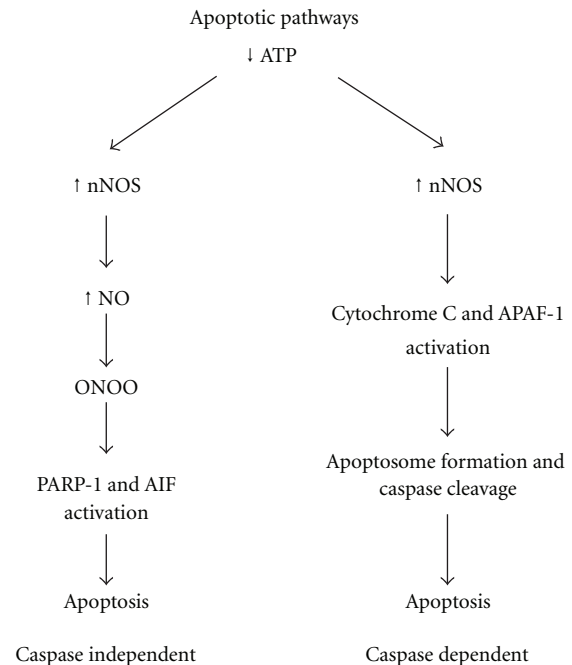 Apoptotic pathways
↓ ATP
↑ nNOS
↑ NO
ONOO
PARP-1 and AIF
activation
Apoptosis
Caspase independent
↑ nNOS
Cytochrome C and APAF-1
activation
Apoptosome formation and
caspase cleavage
Apoptosis
Caspase dependent